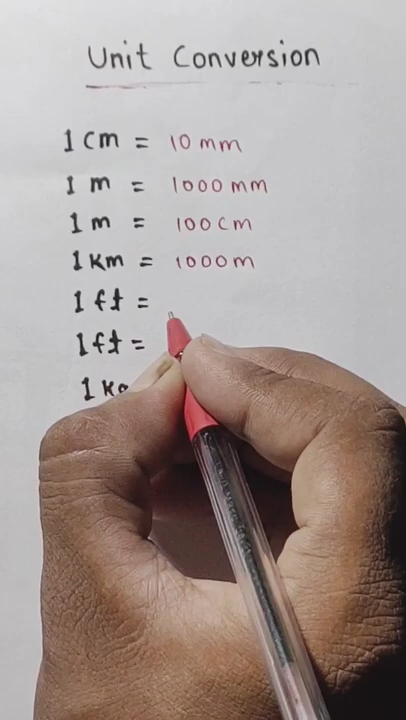 Unit Conversion
1 cm = 10 mm
1 m = 1000 mm
1 m = 100 cm
1 Km = 1000 m
1 ft =
1 ft =
1